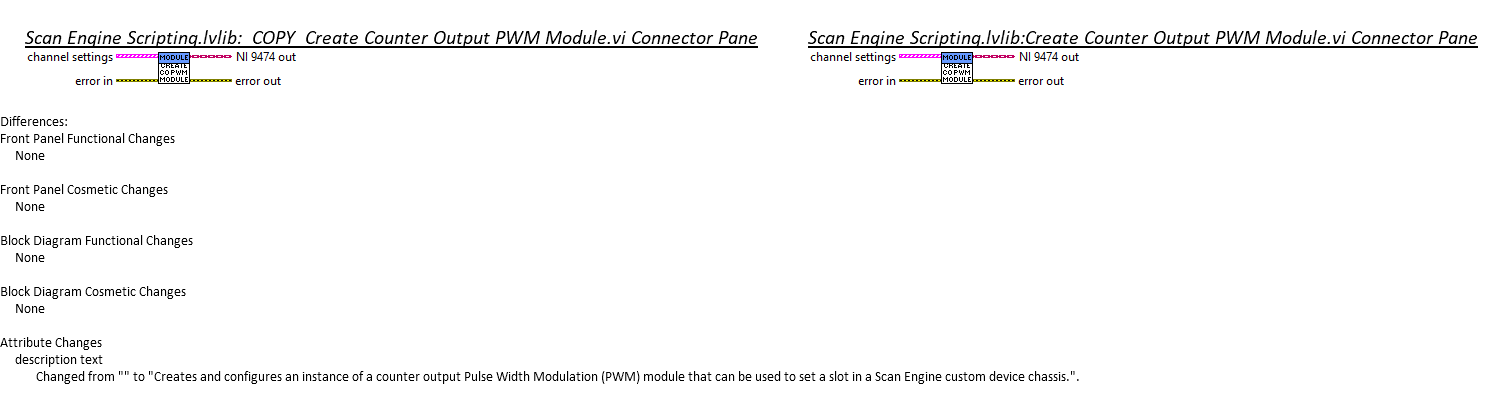 Scan Engine Scripting.lvlib:_COPY_Create Counter Output PWM Module.vi Connector Pane
channel settings
MODULE
CREATE
CO PWM
MODULE
NI 9474 out
error in
error out
Scan Engine Scripting.lvlib:Create Counter Output PWM Module.vi Connector Pane
channel settings
MODULE
CREATE
CO PWM
MODULE
NI 9474 out
error in
error out
Differences:
Front Panel Functional Changes
None
Front Panel Cosmetic Changes
None
Block Diagram Functional Changes
None
Block Diagram Cosmetic Changes
None
Attribute Changes
description text
Changed from "" to "Creates and configures an instance of a counter output Pulse Width Modulation (PWM) module that can be used to set a slot in a Scan Engine custom device chassis.".